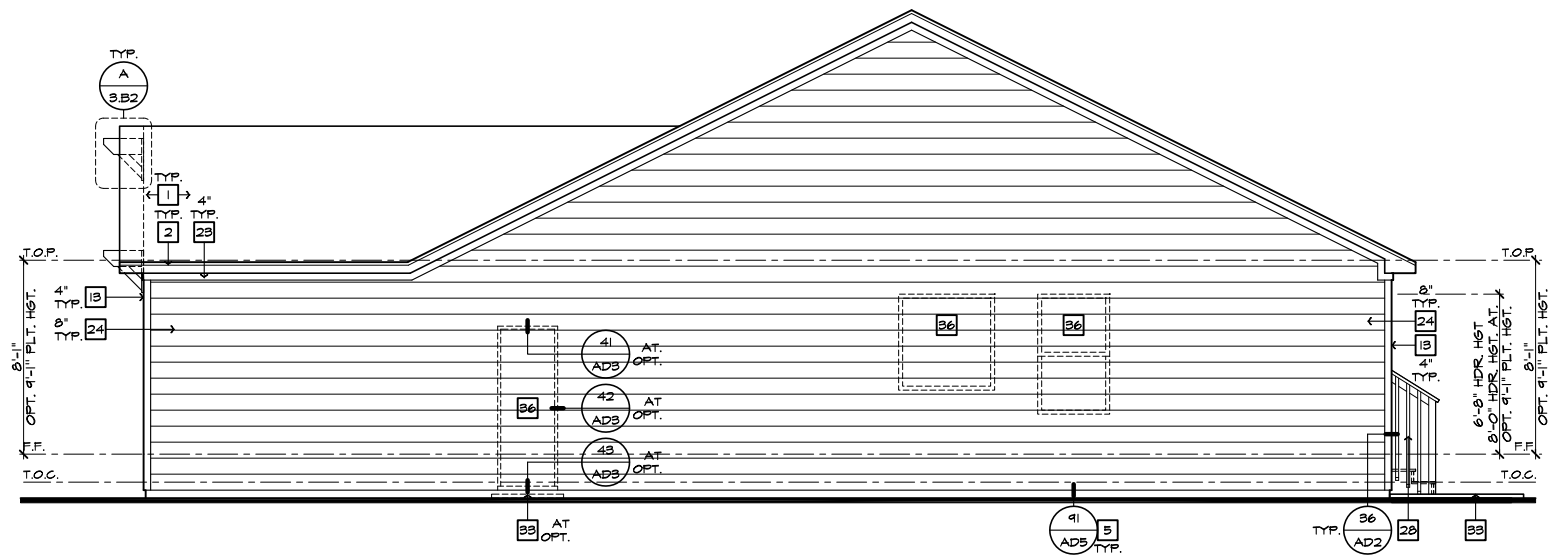 TYP.
A
3.B2
TYP.
1
TYP.
2
4"
TYP.
23
T.O.P.
T.O.P.
4"
TYP.
13
8"
TYP.
24
8'-1"
OPT. 9'-1" PLT. HGT.
36
36
8"
TYP.
24
13
4"
TYP.
6'-8" HDR. HGT
8'-0" HDR. HGT. AT.
OPT. 9'-1" PLT. HGT.
8'-1"
OPT. 9'-1" PLT. HGT.
41
AD3
AT.
OPT.
36
42
AD3
AT
OPT.
43
AD3
AT
OPT.
F.F.
F.F.
T.O.C.
T.O.C.
33
AT
OPT.
91
AD5
5
TYP.
TYP.
36
AD2
28
33